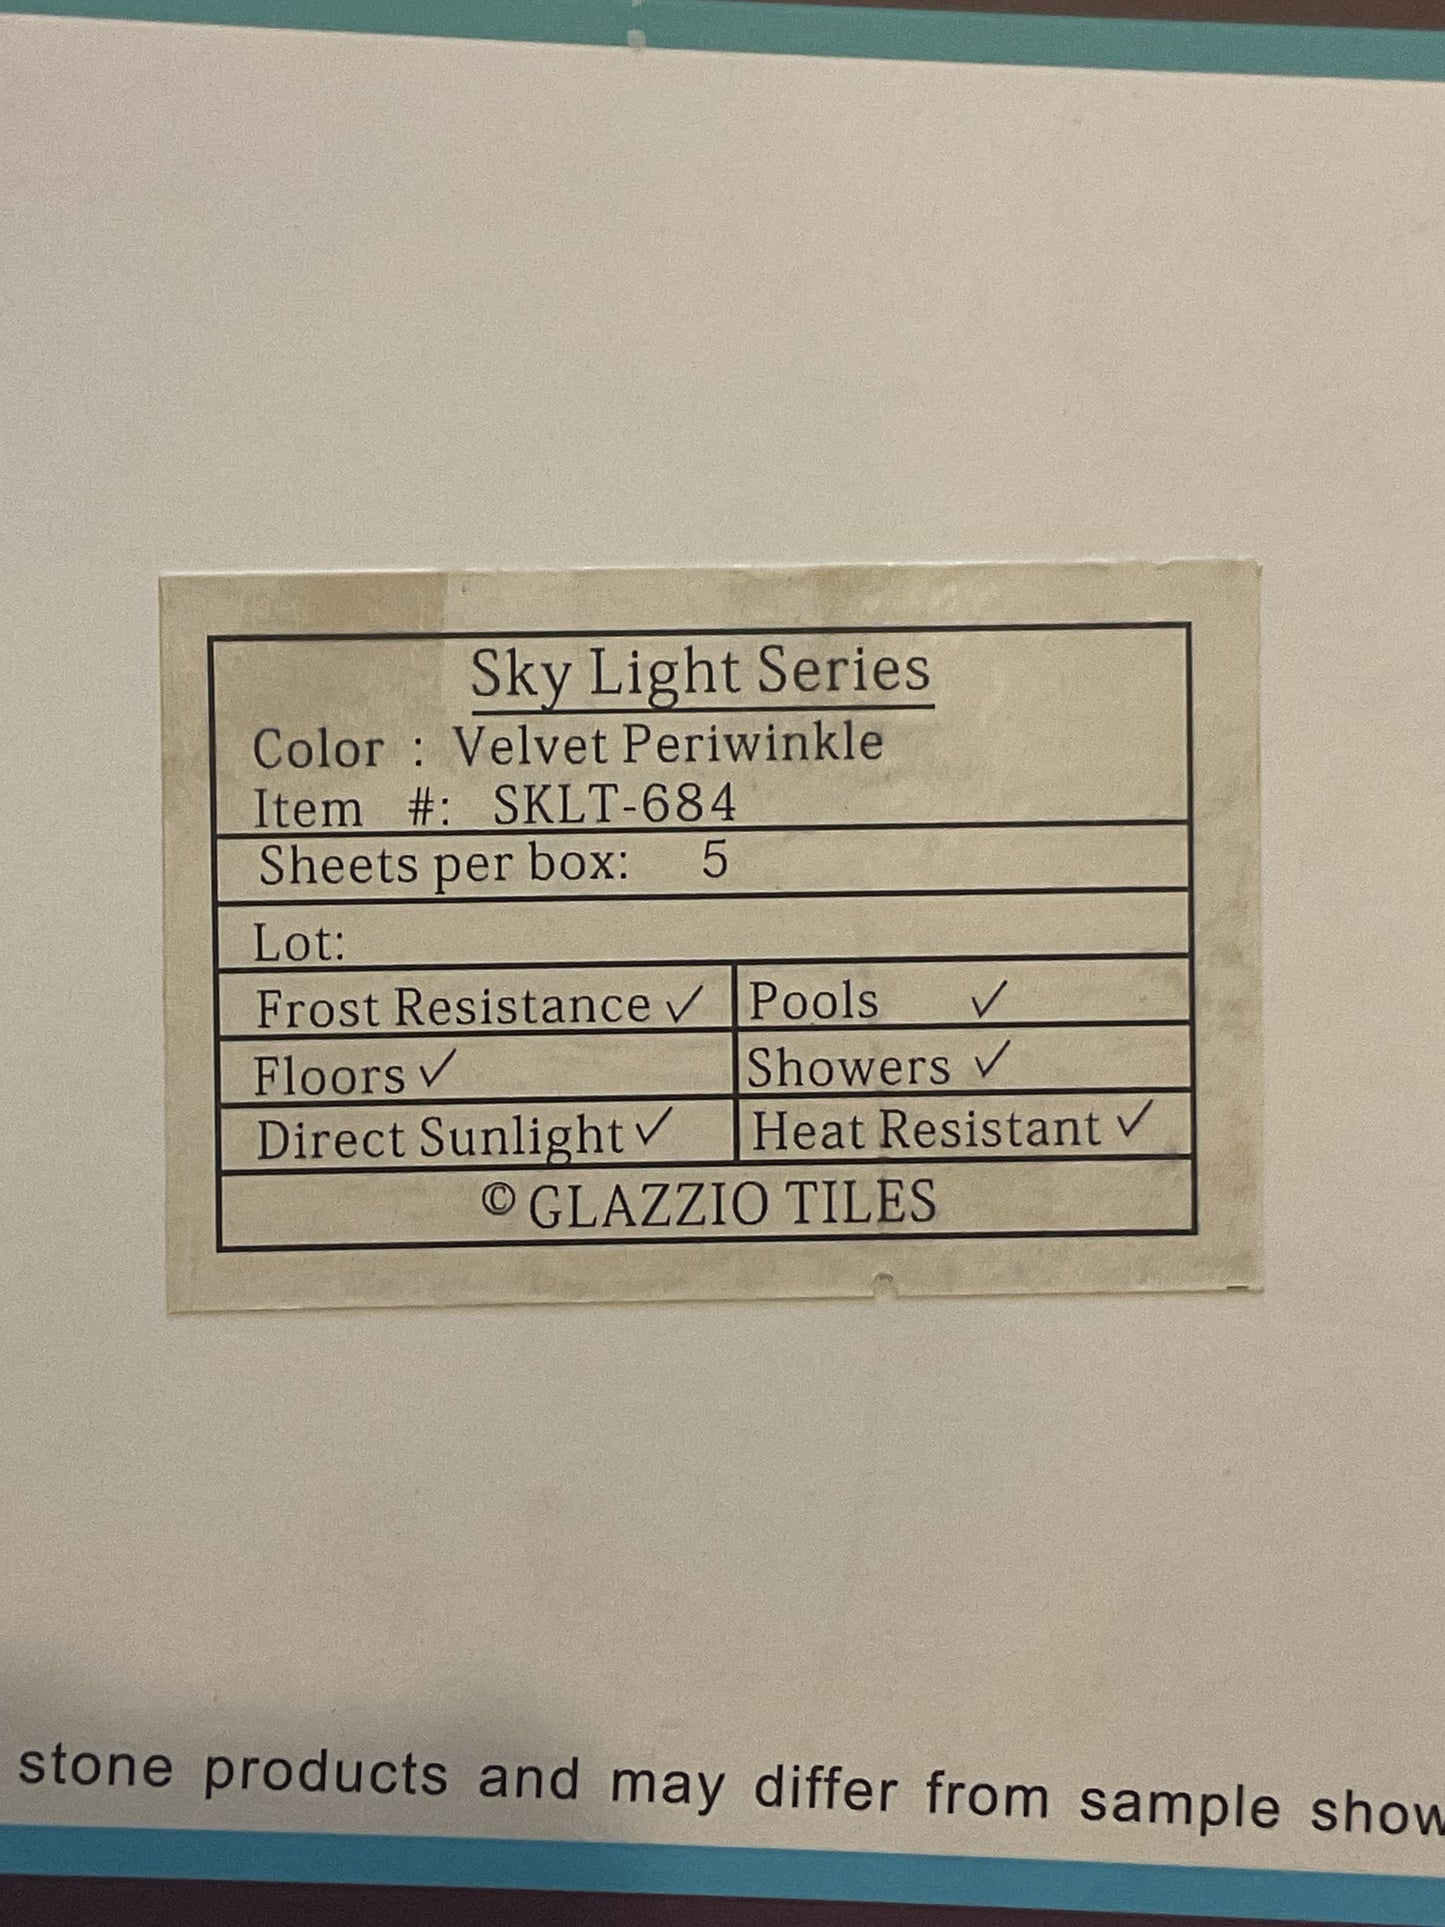 Sky Light Series
Color : Velvet Periwinkle
Item #: SKLT-684
Sheets per box: 5
Lot:
Frost Resistance ✓ Pools ✓
Floors ✓ Showers ✓
Direct Sunlight ✓ Heat Resistant ✓
© GLAZZIO TILES
stone products and may differ from sample show